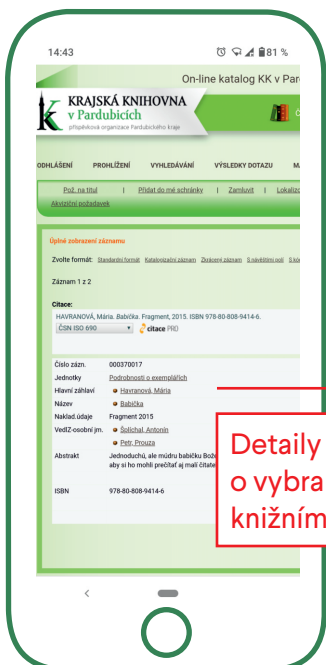 14:43
81 %
On-line katalog KK v Par
KRAJSKÁ KNIHOVNA
v Pardubicích
příspěvková organizace Pardubického kraje
ODHLÁŠENÍ PROHLÍŽENÍ VYHLEDÁVÁNÍ VÝSLEDKY DOTAZU
Pož. na titul | Přidat do mé schránky | Zamluvit | Lokaliz
Akviziční požadavek
Úplné zobrazení záznamu
Zvolte formát: Standardní formát Katalogizační záznam Zkrácený záznam S návěštími polí S ko
Záznam 1 z 2
Citace:
HAVRANOVÁ, Mária. Babička. Fragment, 2015. ISBN 978-80-808-9414-6.
ČSN ISO 690 citace PRO
Číslo zázn. 000370017
Jednotky Podrobnosti o exemplářích
Hlavní záhlaví Havranová, Mária
Název Babička
Naklad.údaje Fragment 2015
VedlZ-osobní jm. Šplíchal, Antonín
Petr, Prouza
Abstrakt Jednoduchú, ale múdru babičku Bož
aby si ho mohli prečítať aj malí čitate
ISBN 978-80-808-9414-6
Detaily
o vybra
knižním